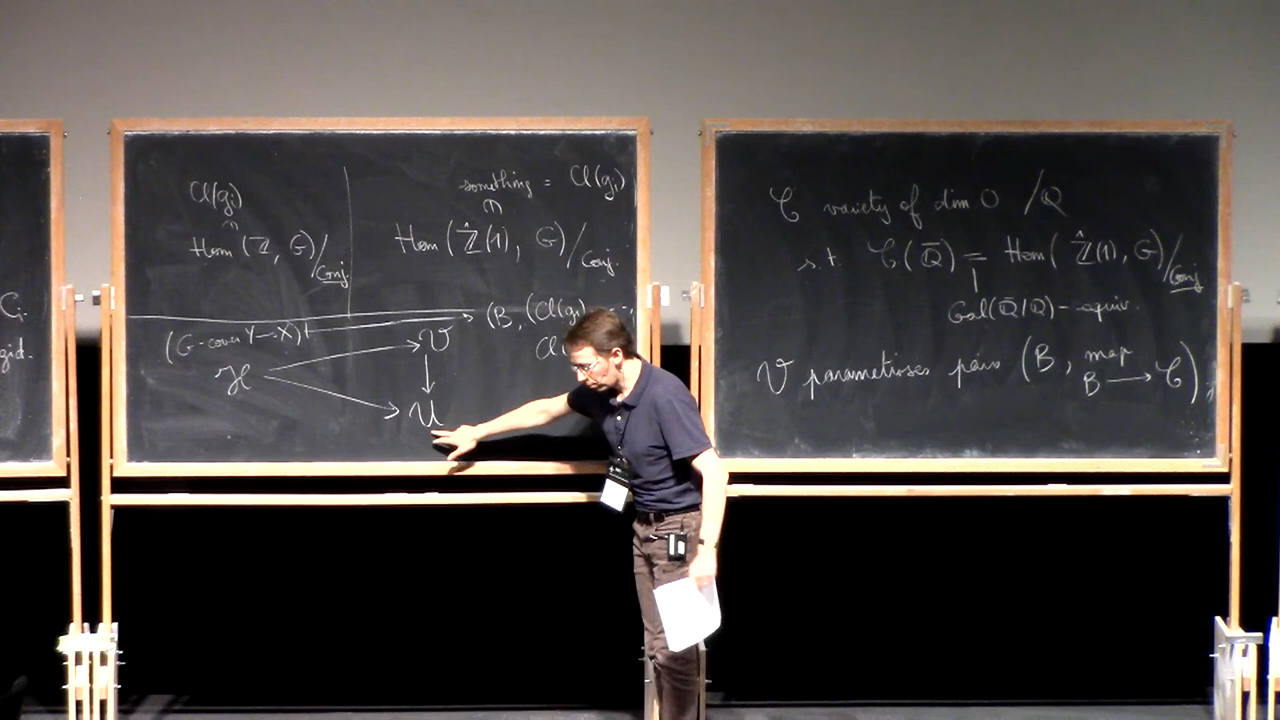 C.
gid.
Cl(gᵢ)
∩
Hom (ℤ, G)/Conj.
something = Cl(gᵢ)
∩
Hom (ℤ̂(1), G)/Conj.
(G-cover Y→X) ↦ (B, (Cl(gᵢ)
ℋ → 𝒱
↓
→ 𝒰
𝒞 variety of dim 0 /ℚ
s.t. 𝒞(ℚ̄) = Hom (ℤ̂(1), G)/Conj
Gal(ℚ̄/ℚ)-equiv.
𝒱 parametrises pairs (B, map B → 𝒞),